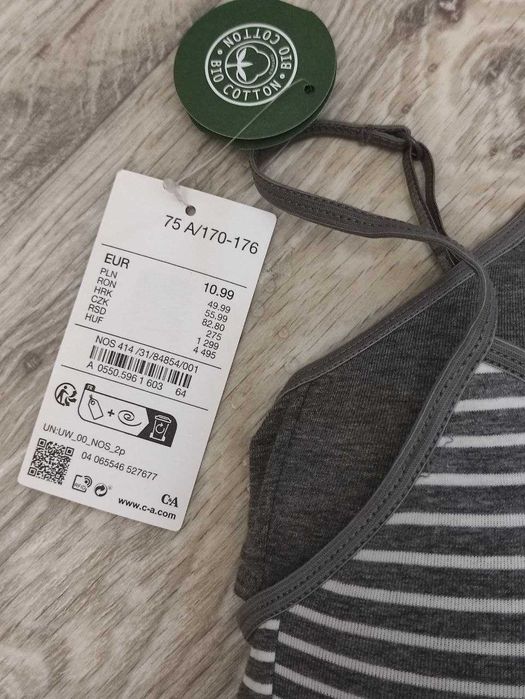 BIO COTTON • BIO COTTON •
75 A/170-176
EUR 10.99
PLN 49.99
RON 55.99
HRK 82.80
CZK 275
RSD 1 299
HUF 4 495
NOS 414 /31/84854/001
A 0550.596 1 603 64
UN:UW_00_NOS_2p
04 065546 527677
C&A
www.c-a.com